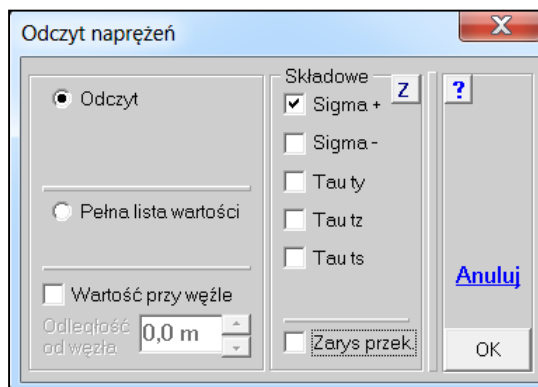 Odczyt naprężeń
X
Odczyt
Pełna lista wartości
Wartość przy węźle
Odległość
od węzła
0,0 m
Składowe
Z
Sigma +
Sigma -
Tau ty
Tau tz
Tau ts
Zarys przek.
?
Anuluj
OK